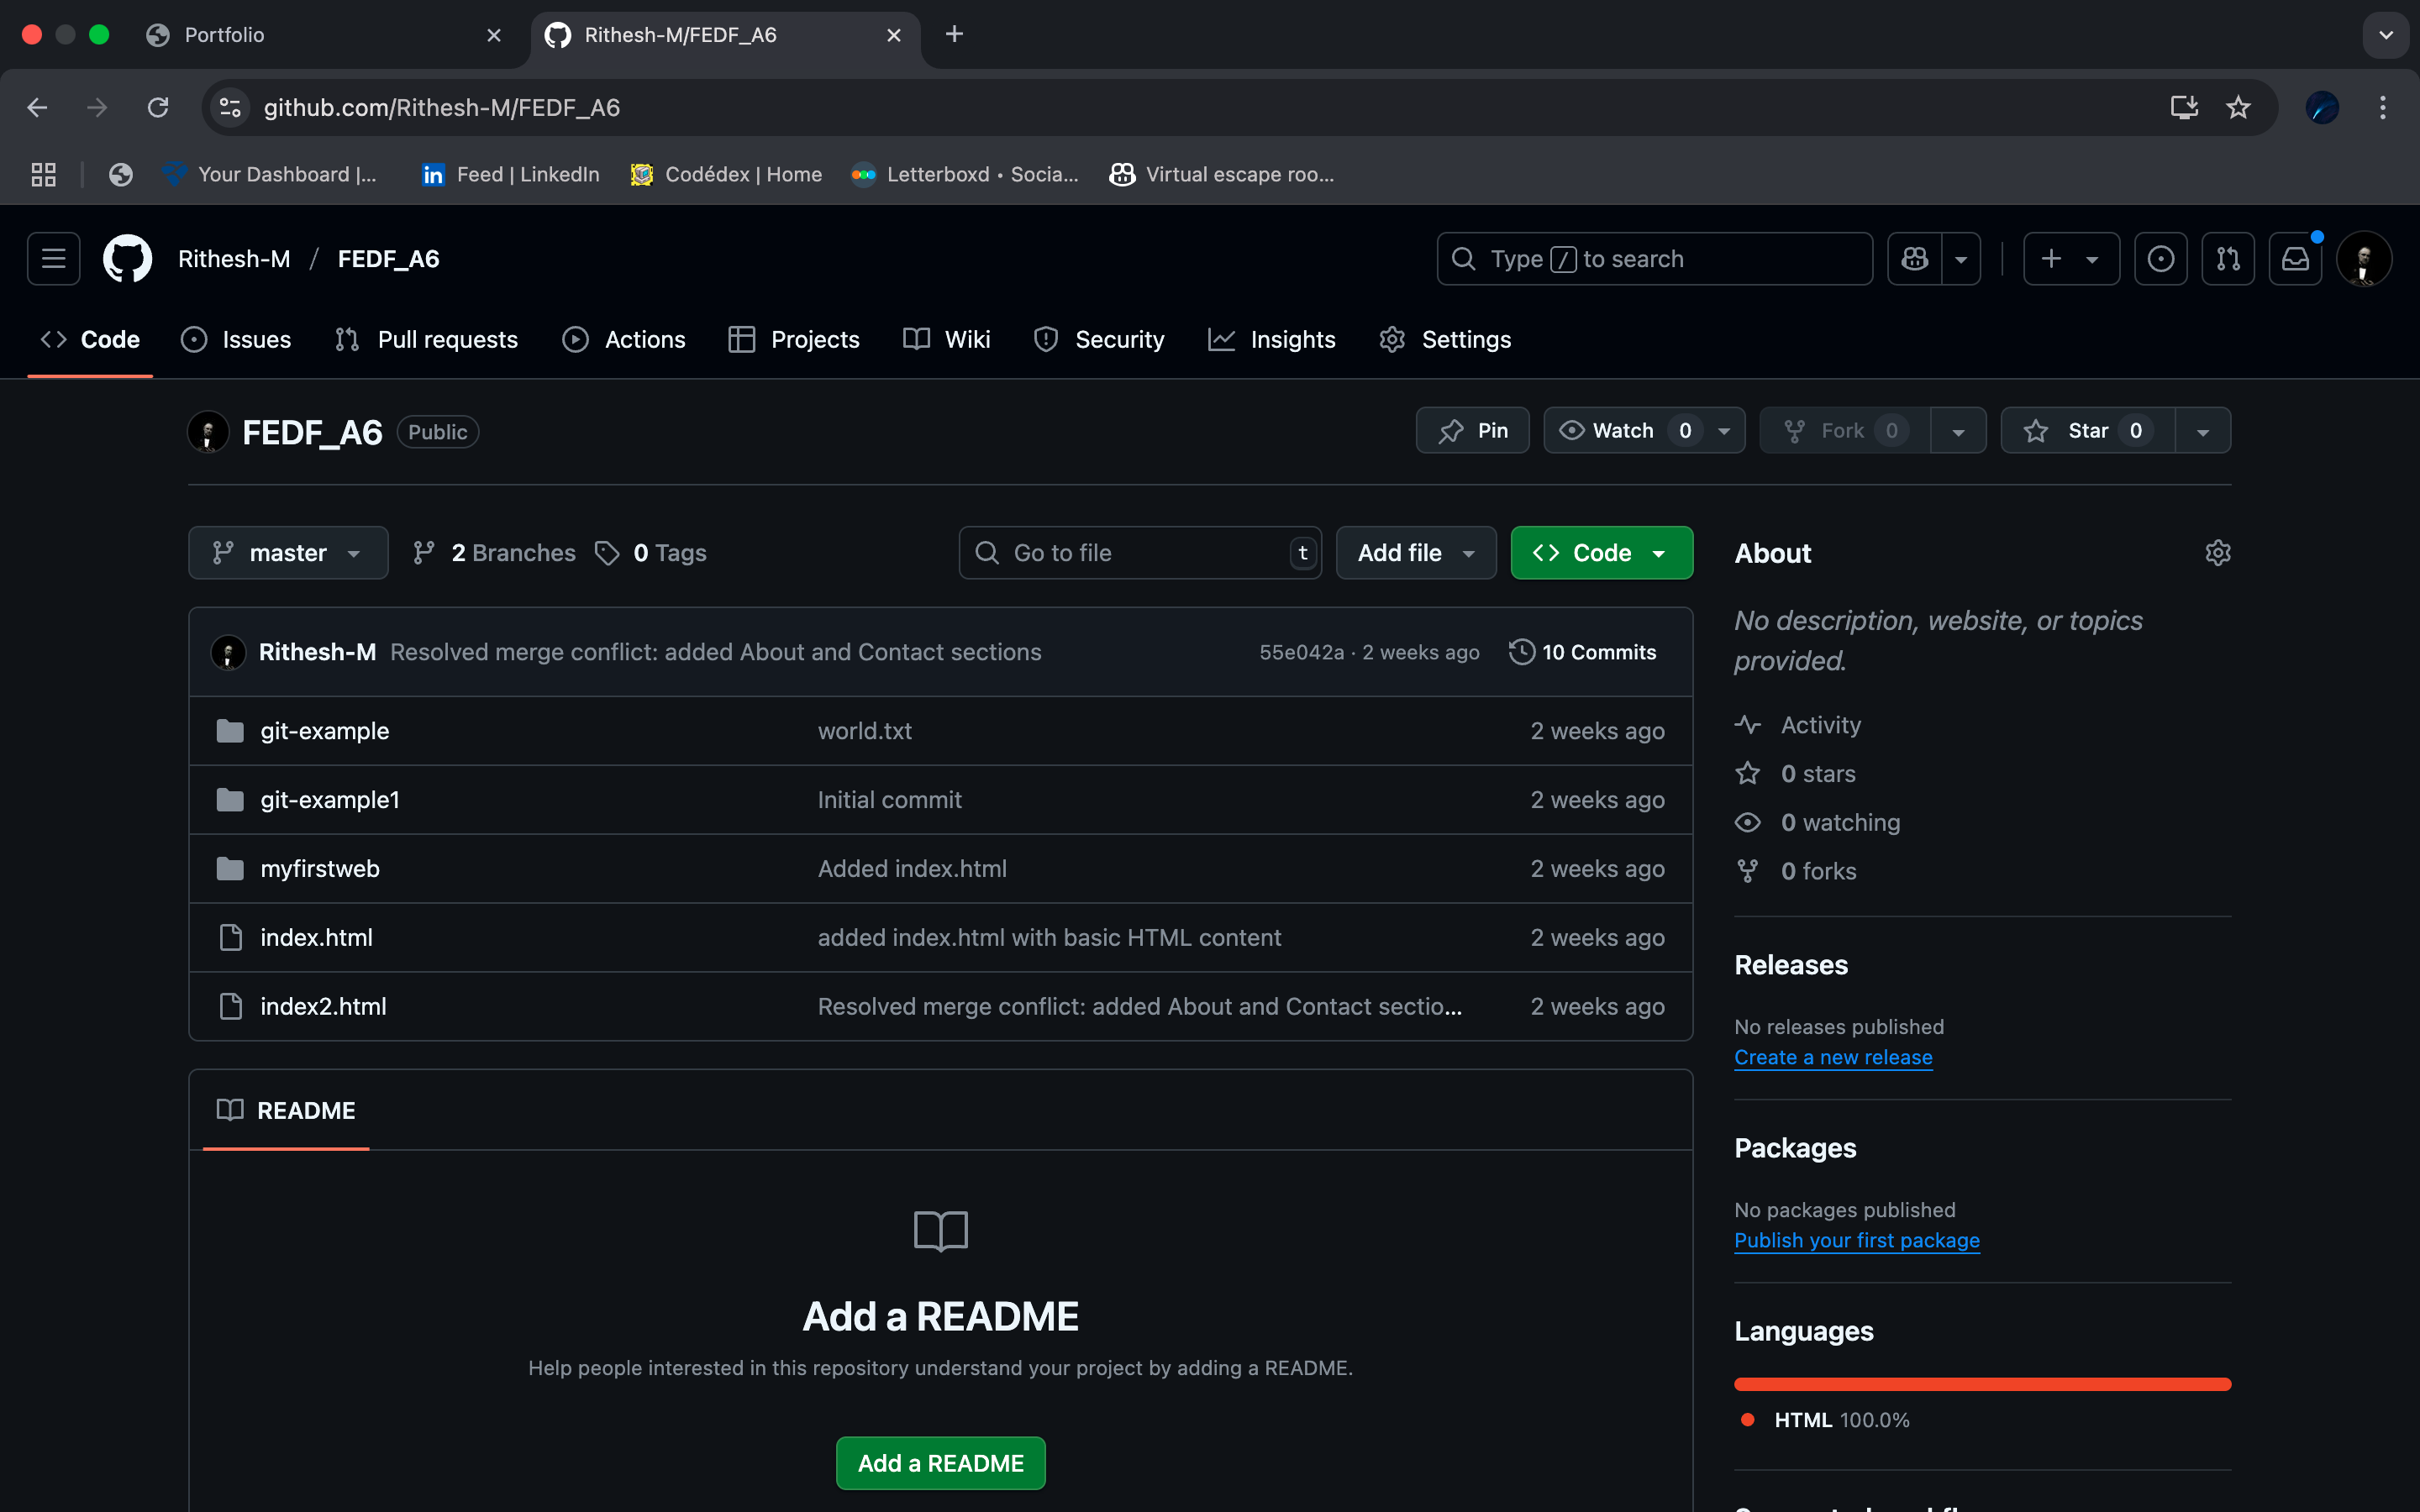 Portfolio
Rithesh-M/FEDF_A6
github.com/Rithesh-M/FEDF_A6
Your Dashboard |...
Feed | LinkedIn
Codédex | Home
Letterboxd • Socia...
Virtual escape roo...
Rithesh-M / FEDF_A6
Type / to search
Code
Issues
Pull requests
Actions
Projects
Wiki
Security
Insights
Settings
FEDF_A6 Public
Pin
Watch 0
Fork 0
Star 0
master
2 Branches
0 Tags
Go to file t
Add file
Code
Rithesh-M Resolved merge conflict: added About and Contact sections 55e042a · 2 weeks ago 10 Commits
git-example world.txt 2 weeks ago
git-example1 Initial commit 2 weeks ago
myfirstweb Added index.html 2 weeks ago
index.html added index.html with basic HTML content 2 weeks ago
index2.html Resolved merge conflict: added About and Contact sectio... 2 weeks ago
README
Add a README
Help people interested in this repository understand your project by adding a README.
Add a README
About
No description, website, or topics
provided.
Activity
0 stars
0 watching
0 forks
Releases
No releases published
Create a new release
Packages
No packages published
Publish your first package
Languages
HTML 100.0%